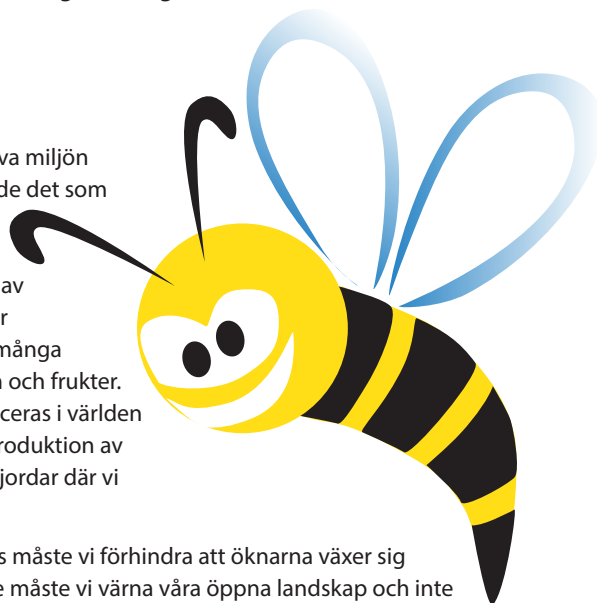 va miljön
de det som
av
r
många
och frukter.
ceras i världen
roduktion av
jordar där vi
s måste vi förhindra att öknarna växer sig
e måste vi värna våra öppna landskap och inte